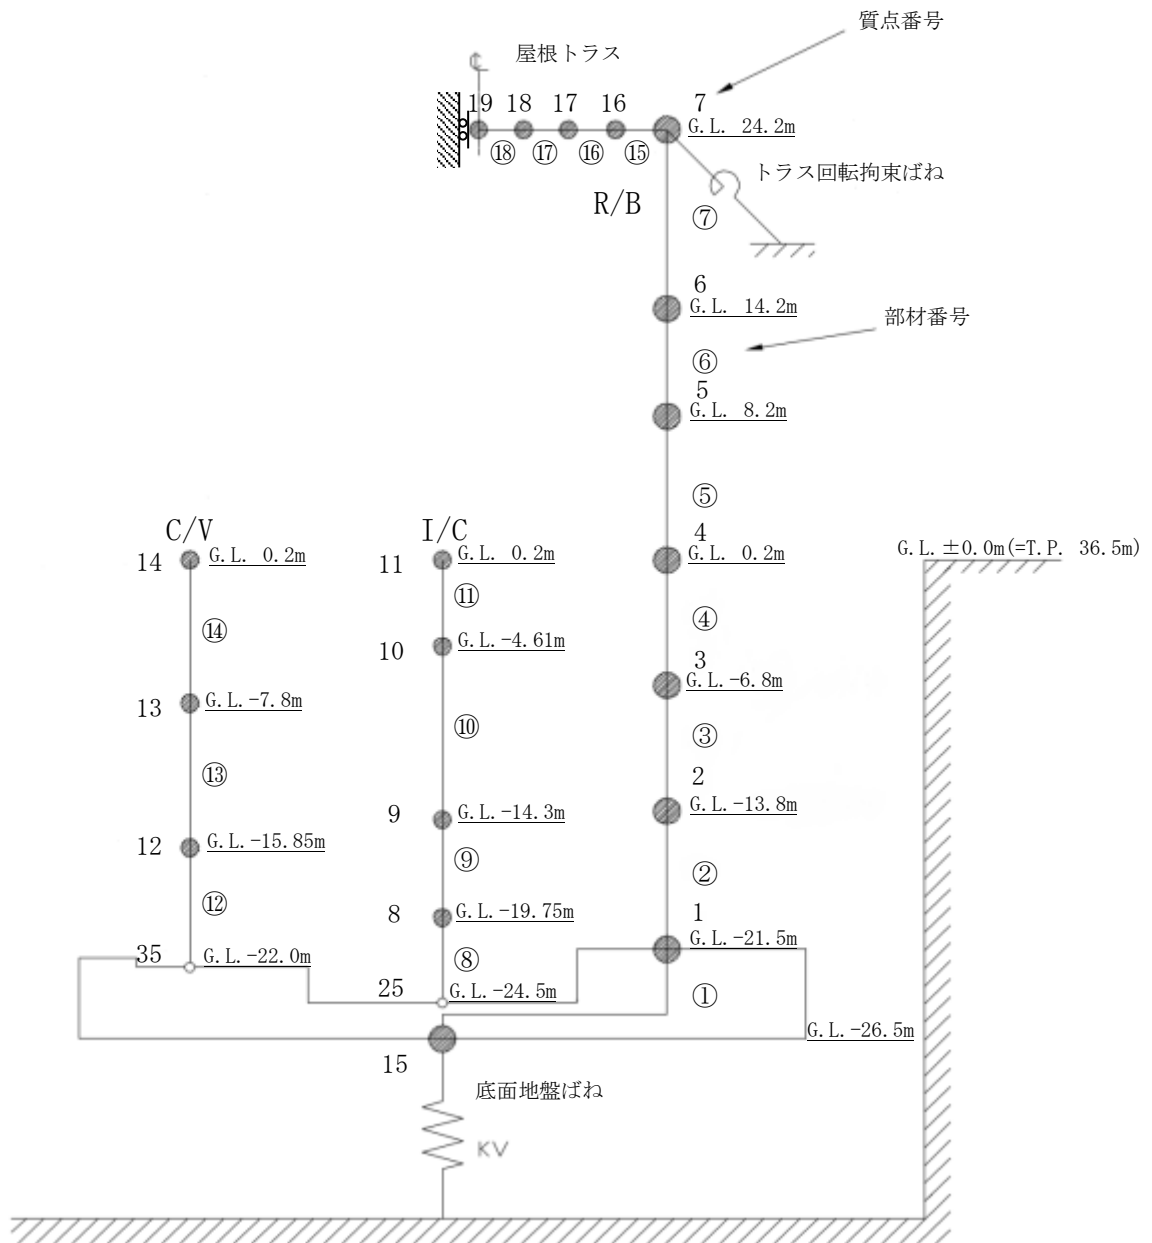 質点番号
℄
屋根トラス
19 18 17 16 7
G.L. 24.2m
⑱ ⑰ ⑯ ⑮
トラス回転拘束ばね
R/B
⑦
6
G.L. 14.2m
部材番号
⑥
5
G.L. 8.2m
⑤
C/V
I/C
4
14
G.L. 0.2m
11
G.L. 0.2m
G.L. 0.2m
G.L.±0.0m(=T.P. 36.5m)
⑪
④
⑭
10
G.L.-4.61m
3
G.L.-6.8m
13
G.L.-7.8m
⑩
③
⑬
2
G.L.-13.8m
9
G.L.-14.3m
12
G.L.-15.85m
⑨
②
⑫
8
G.L.-19.75m
1
G.L.-21.5m
35
G.L.-22.0m
⑧
25
G.L.-24.5m
①
G.L.-26.5m
15
底面地盤ばね
KV